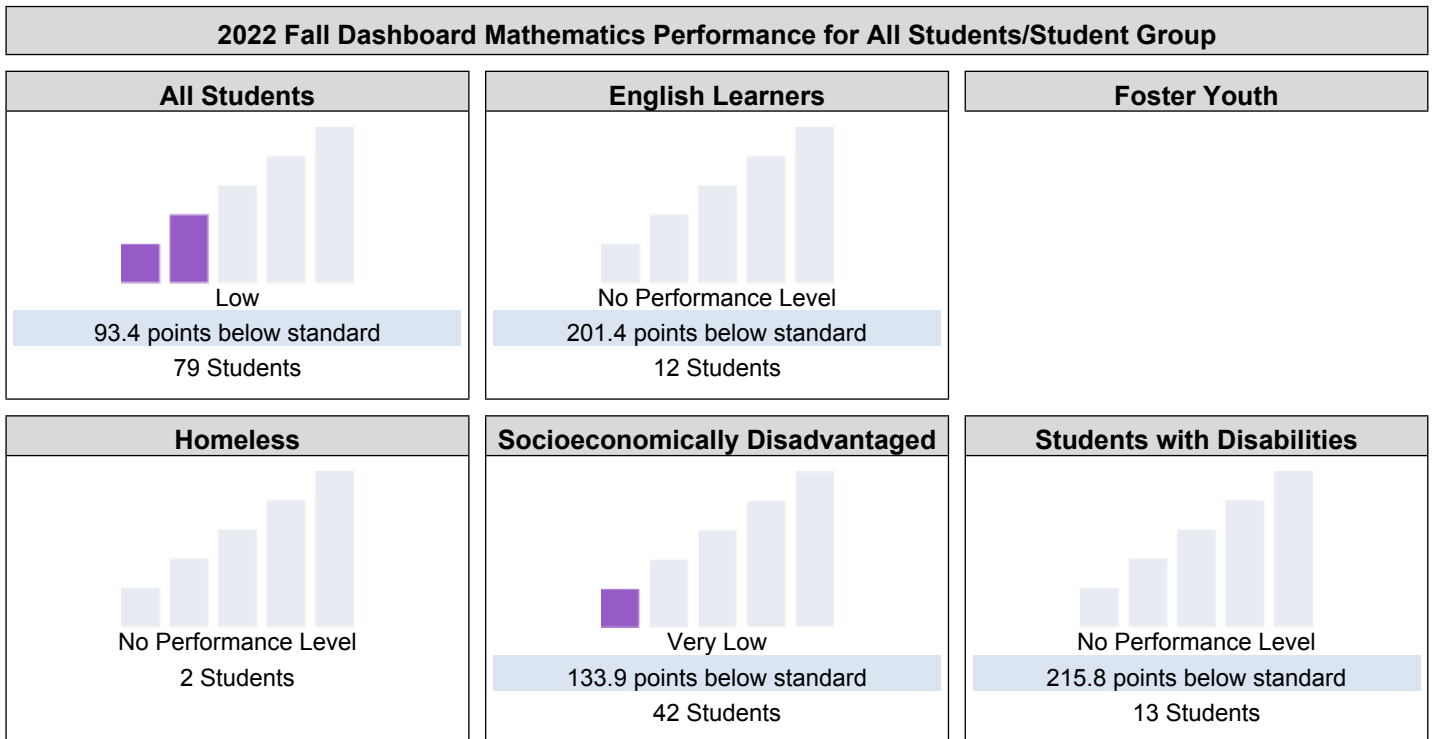 2022 Fall Dashboard Mathematics Performance for All Students/Student Group
All Students
Low
93.4 points below standard
79 Students
English Learners
No Performance Level
201.4 points below standard
12 Students
Foster Youth
Homeless
No Performance Level
2 Students
Socioeconomically Disadvantaged
Very Low
133.9 points below standard
42 Students
Students with Disabilities
No Performance Level
215.8 points below standard
13 Students